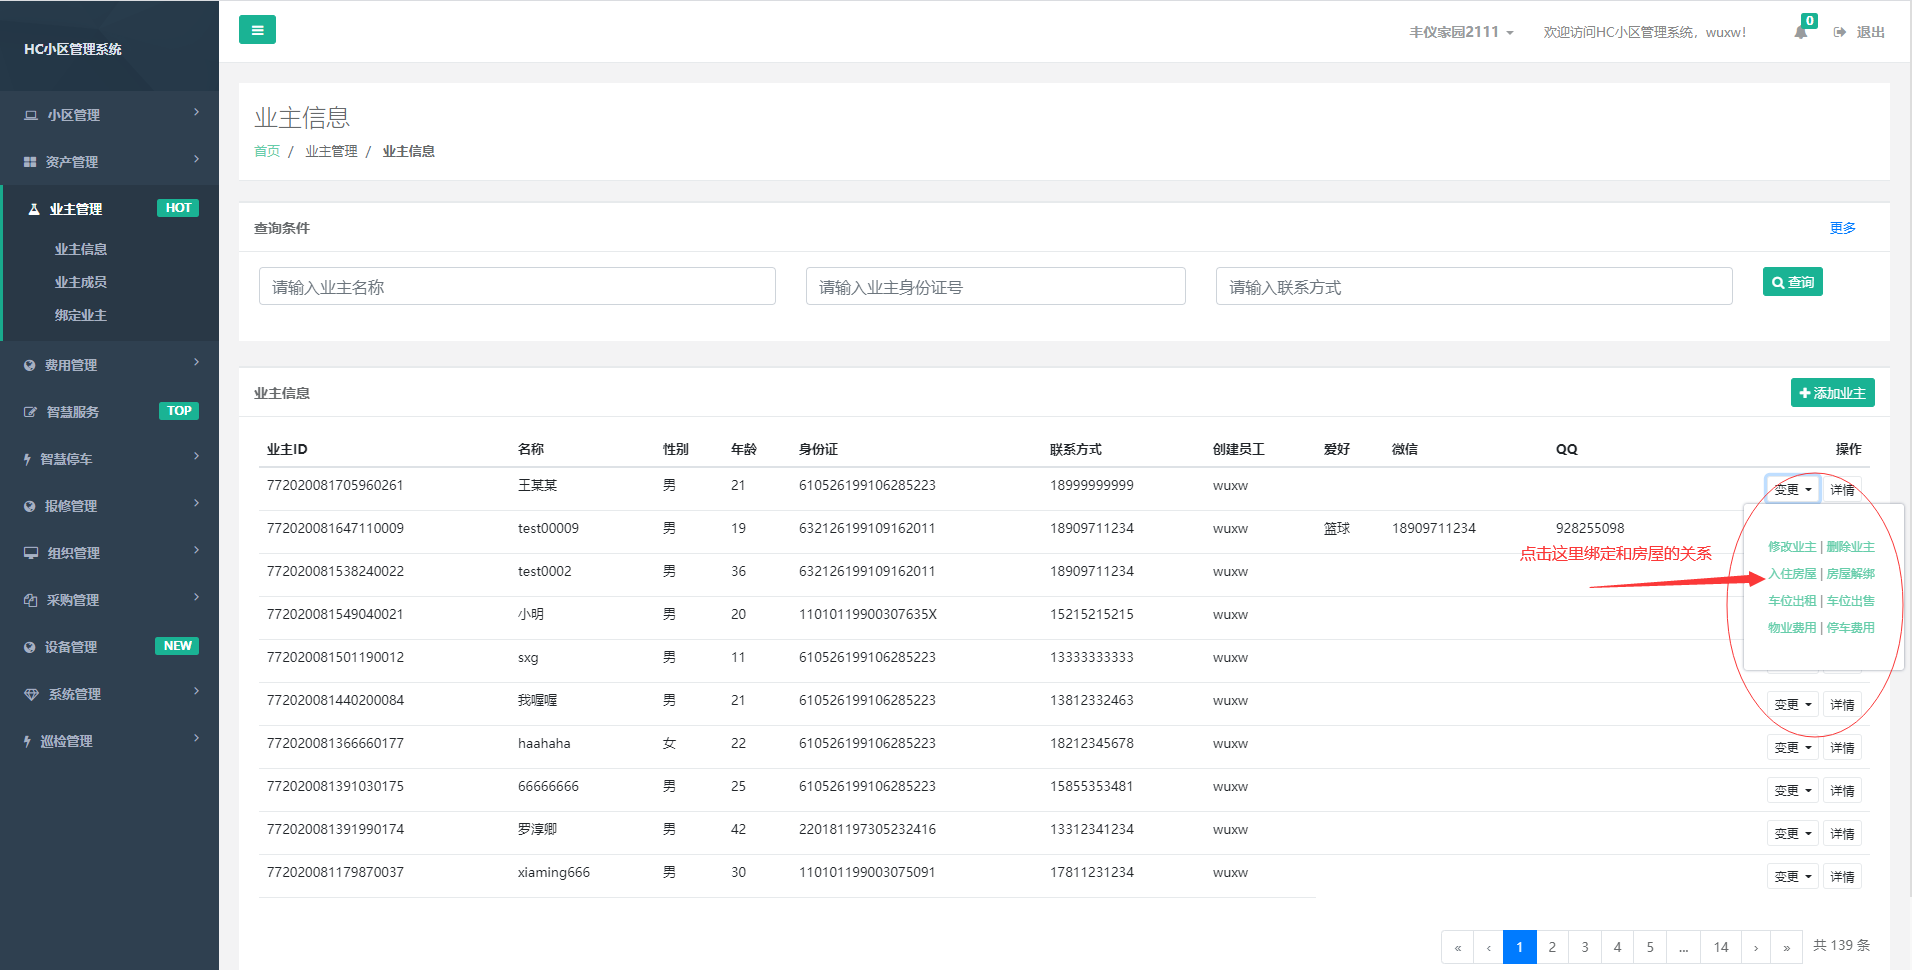 HC小区管理系统
丰仪家园2111
欢迎访问HC小区管理系统，wuxw!
0
退出
小区管理
资产管理
业主管理 HOT
业主信息
业主成员
绑定业主
费用管理
智慧服务 TOP
智慧停车
报修管理
组织管理
采购管理
设备管理 NEW
系统管理
巡检管理
业主信息
首页 / 业主管理 / 业主信息
查询条件 更多
请输入业主名称 请输入业主身份证号 请输入联系方式 查询
业主信息 添加业主
业主ID 名称 性别 年龄 身份证 联系方式 创建员工 爱好 微信 QQ 操作
772020081705960261 王某某 男 21 610526199106285223 18999999999 wuxw 变更 详情
772020081647110009 test00009 男 19 632126199109162011 18909711234 wuxw 篮球 18909711234 928255098
772020081538240022 test0002 男 36 632126199109162011 18909711234 wuxw
772020081549040021 小明 男 20 11010119900307635X 15215215215 wuxw
772020081501190012 sxg 男 11 610526199106285223 13333333333 wuxw
772020081440200084 我喔喔 男 21 610526199106285223 13812332463 wuxw 变更 详情
772020081366660177 haahaha 女 22 610526199106285223 18212345678 wuxw 变更 详情
772020081391030175 66666666 男 25 610526199106285223 15855353481 wuxw 变更 详情
772020081391990174 罗淳卿 男 42 220181197305232416 13312341234 wuxw 变更 详情
772020081179870037 xiaming666 男 30 110101199003075091 17811231234 wuxw 变更 详情
点击这里绑定和房屋的关系
修改业主 | 删除业主
入住房屋 | 房屋解绑
车位出租 | 车位出售
物业费用 | 停车费用
« ‹ 1 2 3 4 5 ... 14 › » 共 139 条